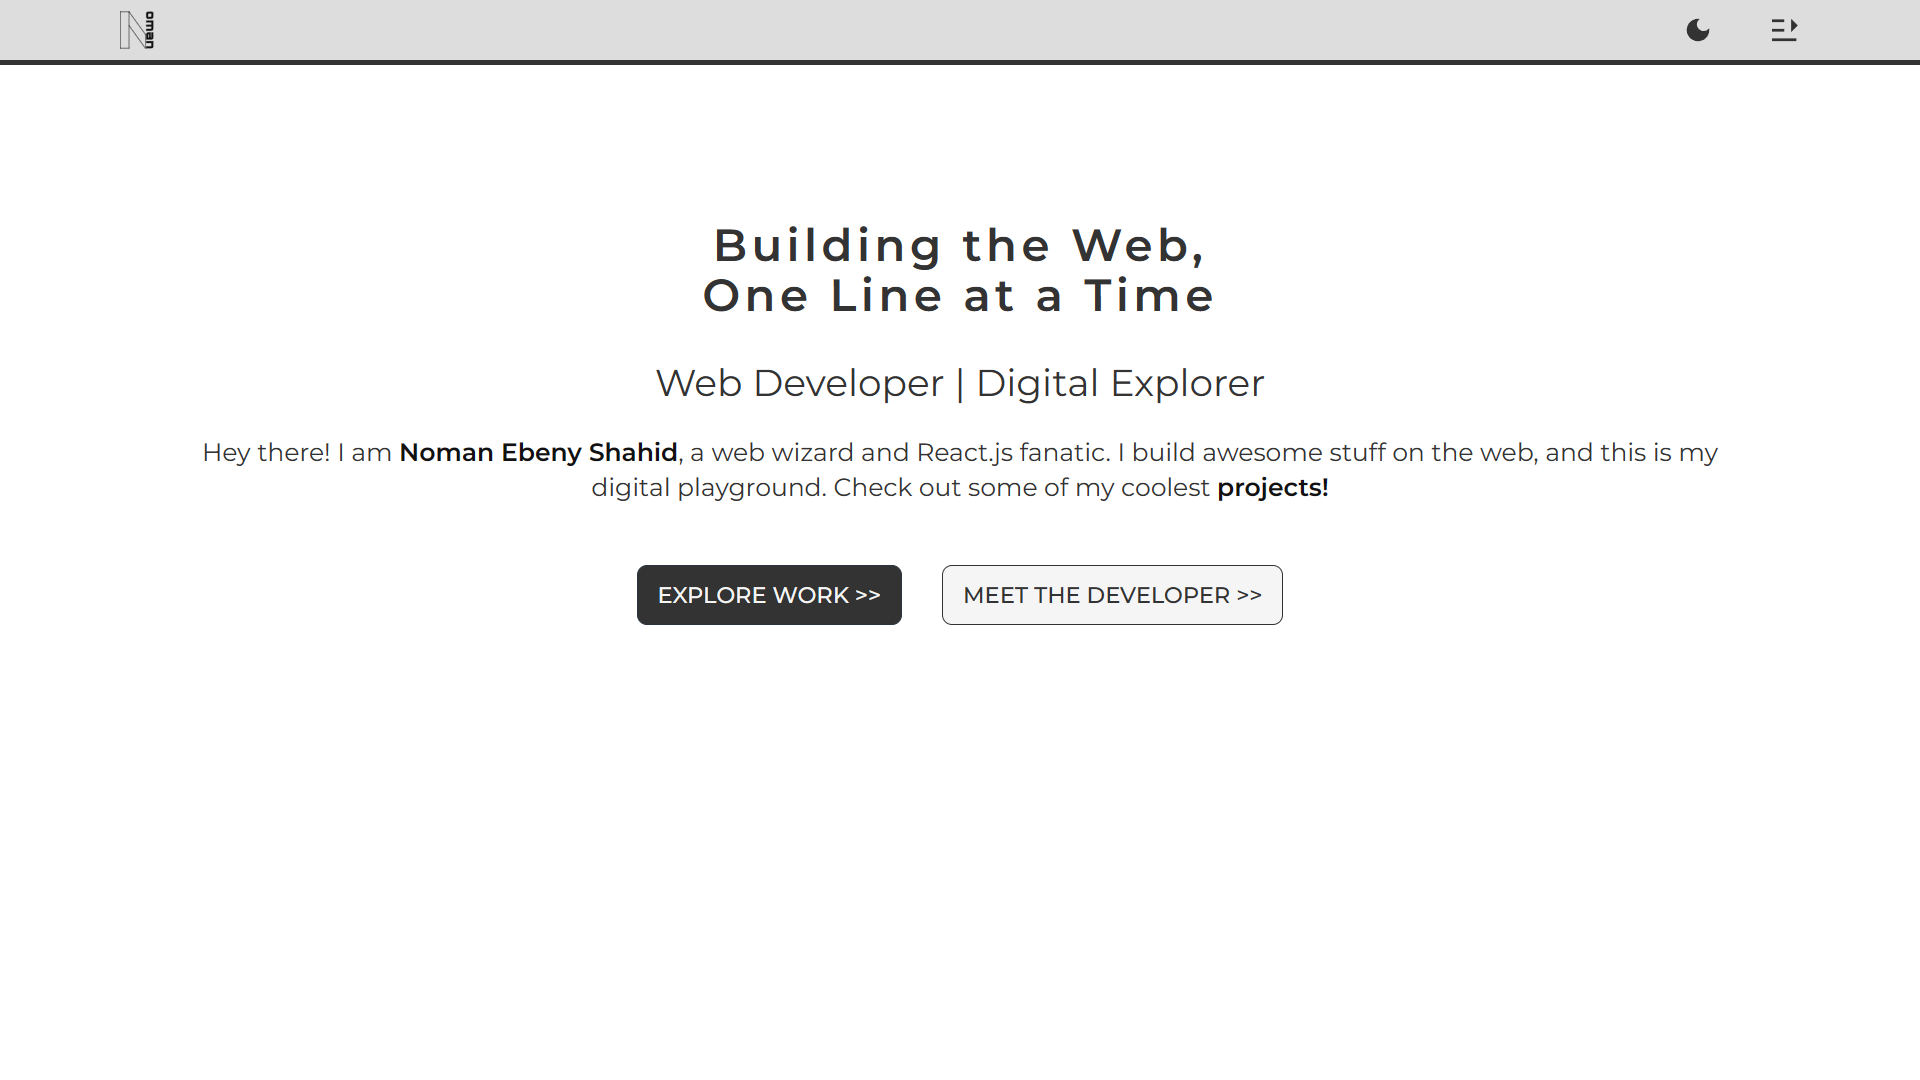 Noman
Building the Web,
One Line at a Time
Web Developer | Digital Explorer
Hey there! I am Noman Ebeny Shahid, a web wizard and React.js fanatic. I build awesome stuff on the web, and this is my
digital playground. Check out some of my coolest projects!
EXPLORE WORK >>
MEET THE DEVELOPER >>